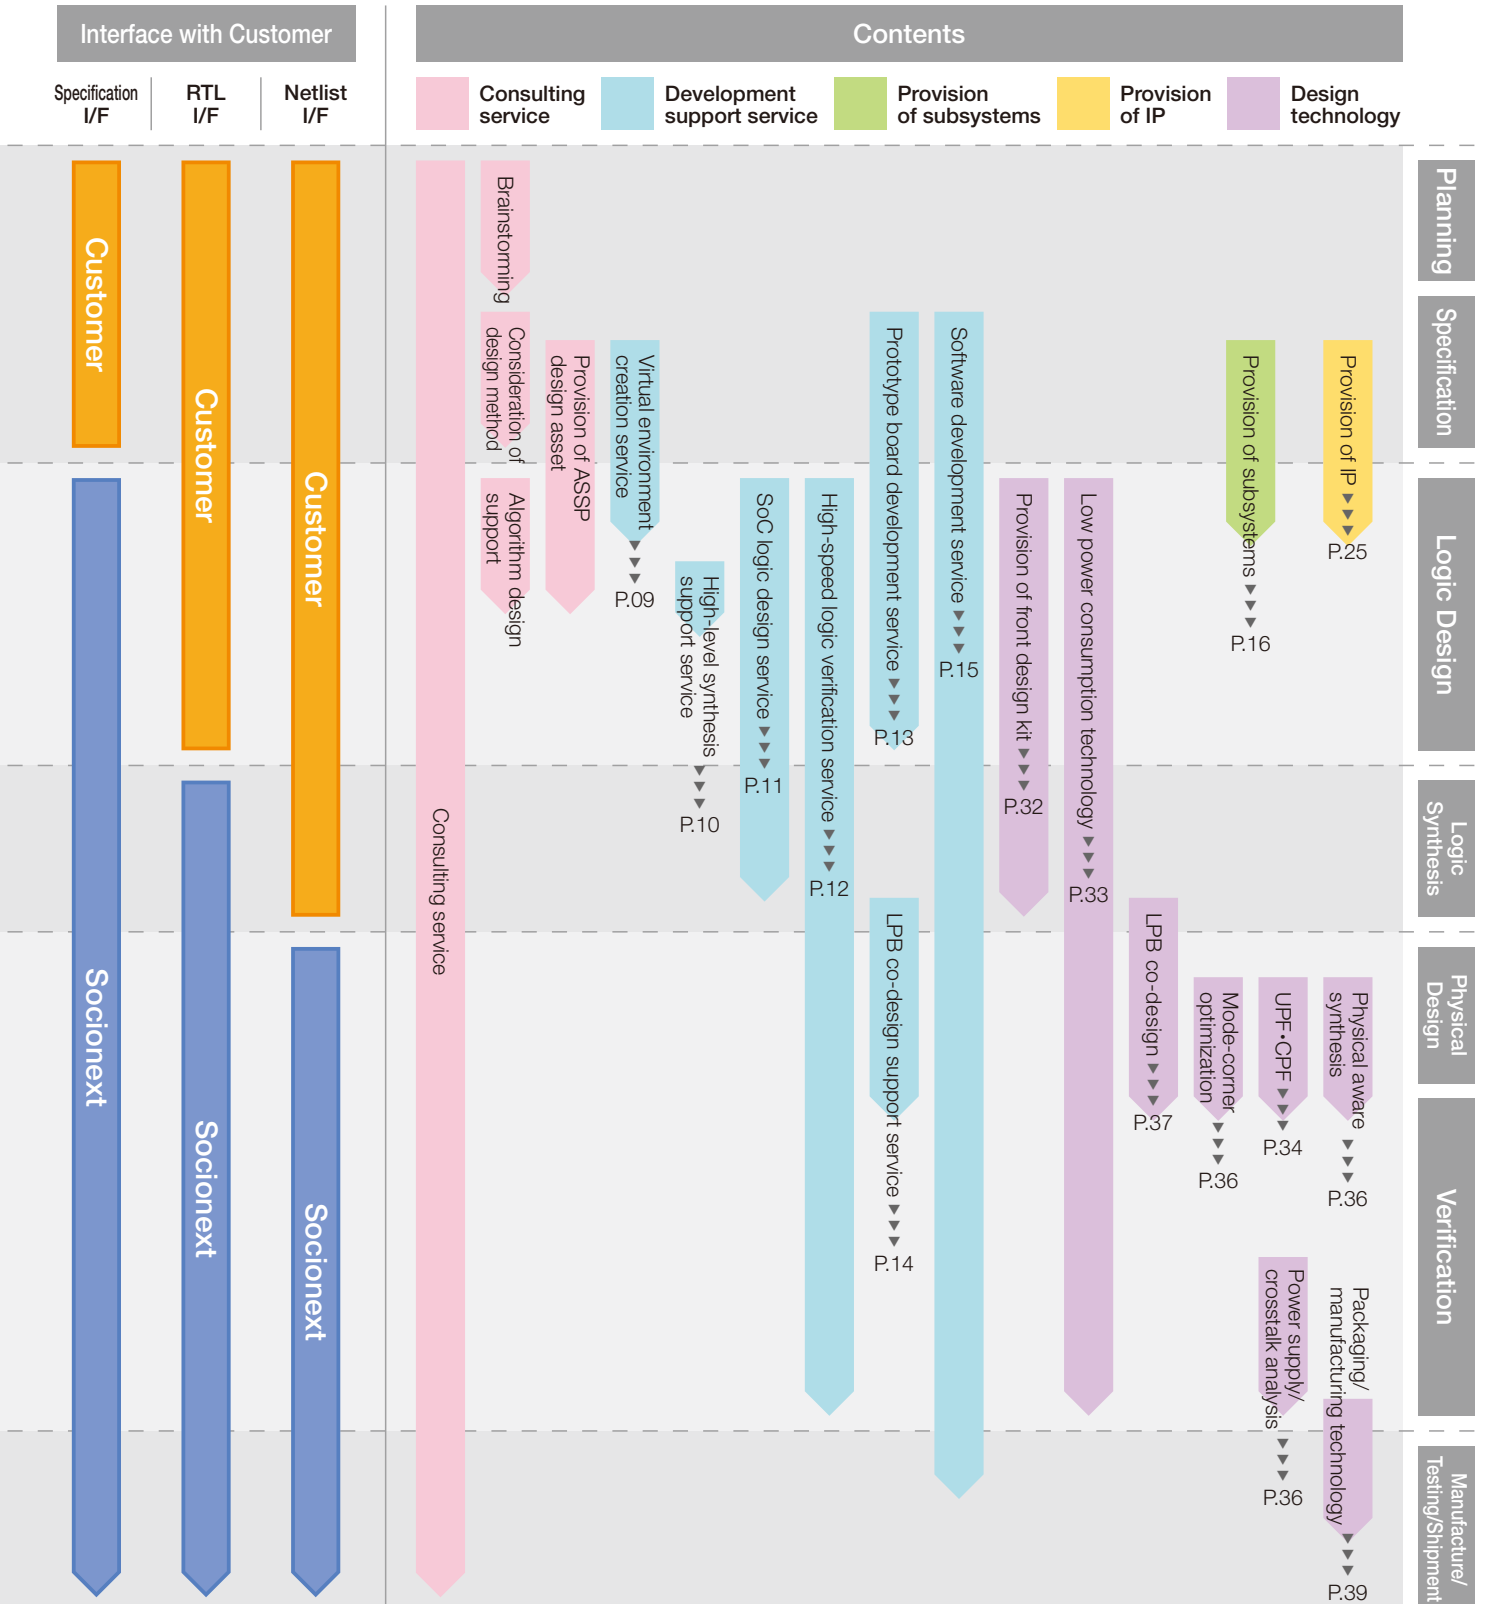 Interface with Customer
Contents
Specification
I/F
RTL
I/F
Netlist
I/F
Consulting
service
Development
support service
Provision
of subsystems
Provision
of IP
Design
technology
Customer
Socionext
Customer
Socionext
Customer
Socionext
Consulting service
Brainstorming
Consideration of
design method
Algorithm design
support
Provision of ASSP
design asset
Virtual environment
creation service
P.09
High-level synthesis
support service
P.10
SoC logic design service
P.11
High-speed logic verification service
P.12
Prototype board development service
P.13
LPB co-design support service
P.14
Software development service
P.15
Provision of front design kit
P.32
Low power consumption technology
P.33
LPB co-design
P.37
Mode-corner
optimization
P.36
Provision of subsystems
P.16
UPF•CPF
P.34
Power supply/
crosstalk analysis
P.36
Provision of IP
P.25
Physical aware
synthesis
P.36
Packaging/
manufacturing technology
P.39
Planning
Specification
Logic Design
Logic
Synthesis
Physical
Design
Verification
Manufacture/
Testing/Shipment